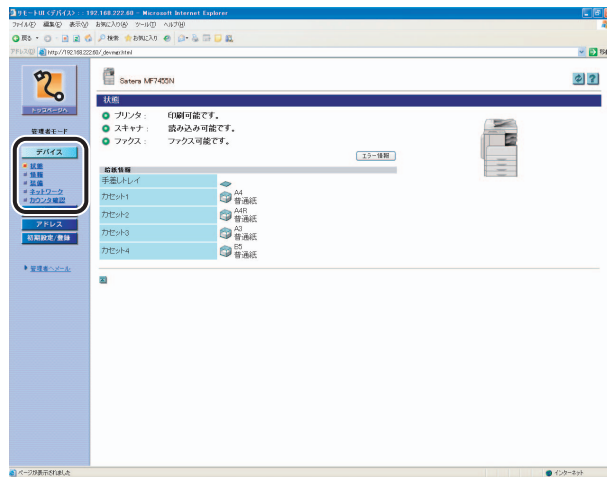 リモートUI <デバイス> : : 192.168.222.60 - Microsoft Internet Explorer
ファイル(F) 編集(E) 表示(V) お気に入り(A) ツール(T) ヘルプ(H)
戻る 検索 お気に入り
アドレス(D) http://192.168.222.60/_devmgr.html 移動
Satera MF7455N
トップページへ
管理者モード
デバイス
状態
情報
装備
ネットワーク
カウンタ確認
アドレス
初期設定/登録
管理者へメール
状態
プリンタ : 印刷可能です。
スキャナ : 読み込み可能です。
ファクス : ファクス可能です。
エラー情報
給紙情報
手差しトレイ
カセット1 A4 普通紙
カセット2 A4R 普通紙
カセット3 A3 普通紙
カセット4 B5 普通紙
ページが表示されました
インターネット